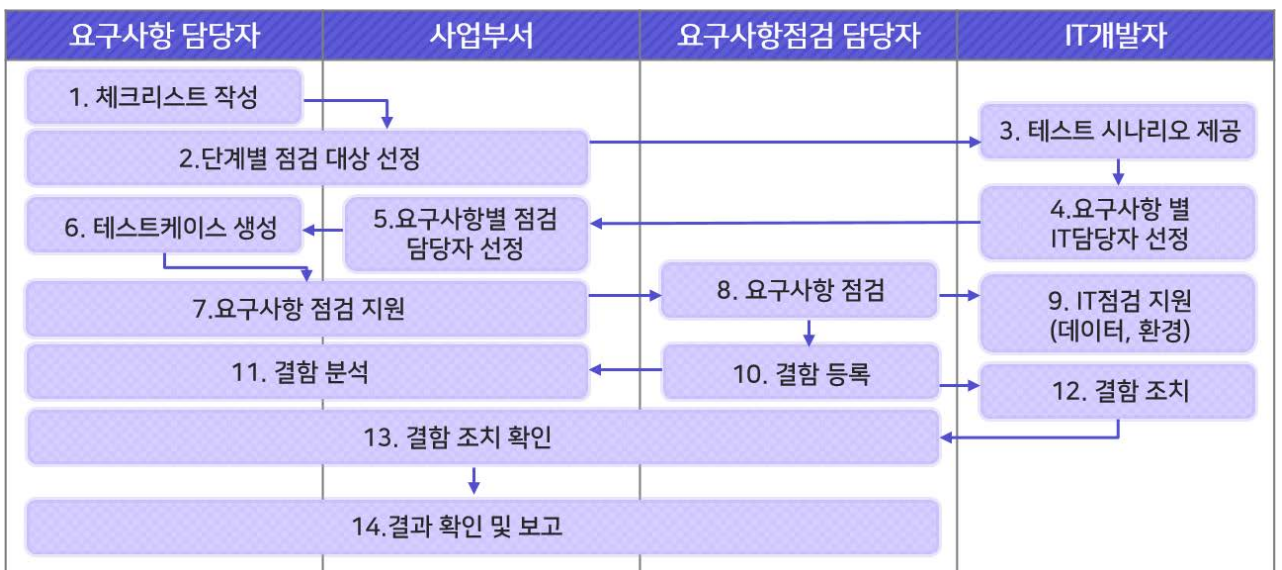 요구사항 담당자
사업부서
요구사항점검 담당자
IT개발자
1. 체크리스트 작성
2.단계별 점검 대상 선정
3. 테스트 시나리오 제공
4.요구사항 별
IT담당자 선정
5.요구사항별 점검
담당자 선정
6. 테스트케이스 생성
7.요구사항 점검 지원
8. 요구사항 점검
9. IT점검 지원
(데이터, 환경)
10. 결함 등록
11. 결함 분석
12. 결함 조치
13. 결함 조치 확인
14.결과 확인 및 보고